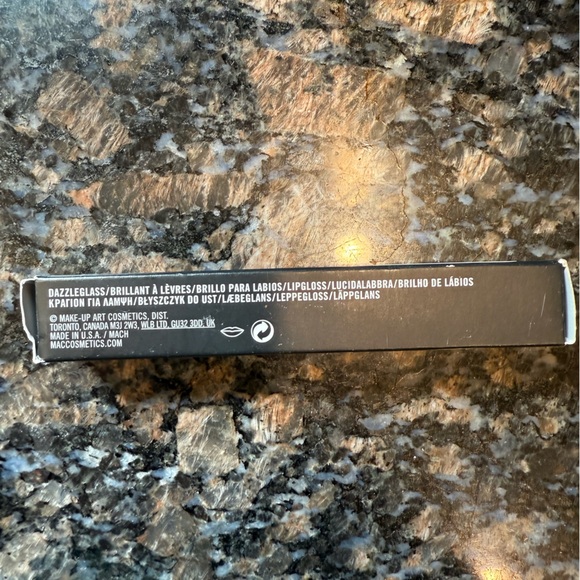 DAZZLEGLASS/BRILLANT À LÈVRES/BRILLO PARA LABIOS/LIPGLOSS/LUCIDALABBRA/BRILHO DE LÁBIOS
ΚΡΑΓΙΟΝ ΓΙΑ ΛΑΜΨΗ/BŁYSZCZYK DO UST/LÆBEGLANS/LEPPEGLOSS/LÄPPGLANS
© MAKE-UP ART COSMETICS, DIST.
TORONTO, CANADA M3J 2W3, WLB LTD, GU32 3DD, UK
MADE IN U.S.A. / MACH
MACCOSMETICS.COM